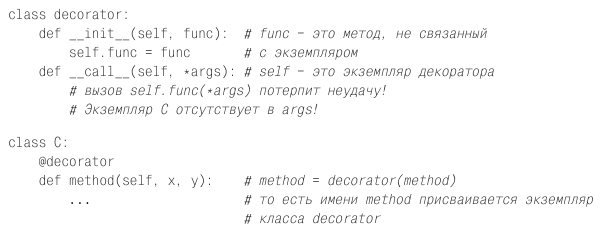 class decorator:
    def __init__(self, func):  # func – это метод, не связанный
        self.func = func       # с экземпляром
    def __call__(self, *args): # self – это экземпляр декоратора
        # вызов self.func(*args) потерпит неудачу!
        # Экземпляр C отсутствует в args!
class C:
    @decorator
    def method(self, x, y):    # method = decorator(method)
        ...                    # то есть имени method присваивается экземпляр
                               # класса decorator